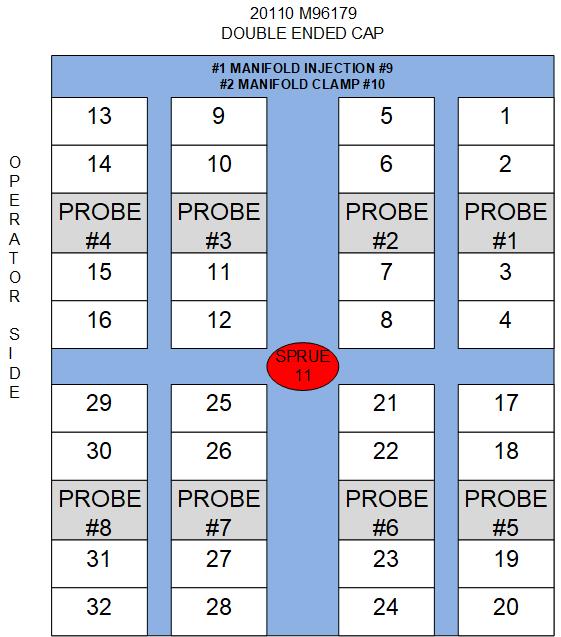 20110 M96179
DOUBLE ENDED CAP
#1 MANIFOLD INJECTION #9
#2 MANIFOLD CLAMP #10
OPERATOR SIDE
13 9 5 1
14 10 6 2
PROBE PROBE PROBE PROBE
#4 #3 #2 #1
15 11 7 3
16 12 8 4
SPRUE
11
29 25 21 17
30 26 22 18
PROBE PROBE PROBE PROBE
#8 #7 #6 #5
31 27 23 19
32 28 24 20